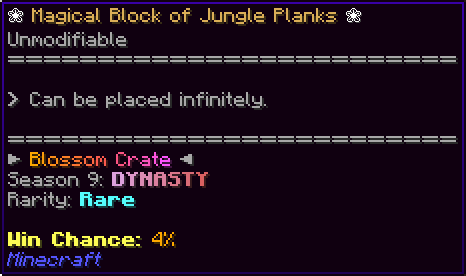 ❀ Magical Block of Jungle Planks ❀
Unmodifiable
==============================
> Can be placed infinitely.
==============================
► Blossom Crate ◄
Season 9: DYNASTY
Rarity: Rare
Win Chance: 4%
Minecraft